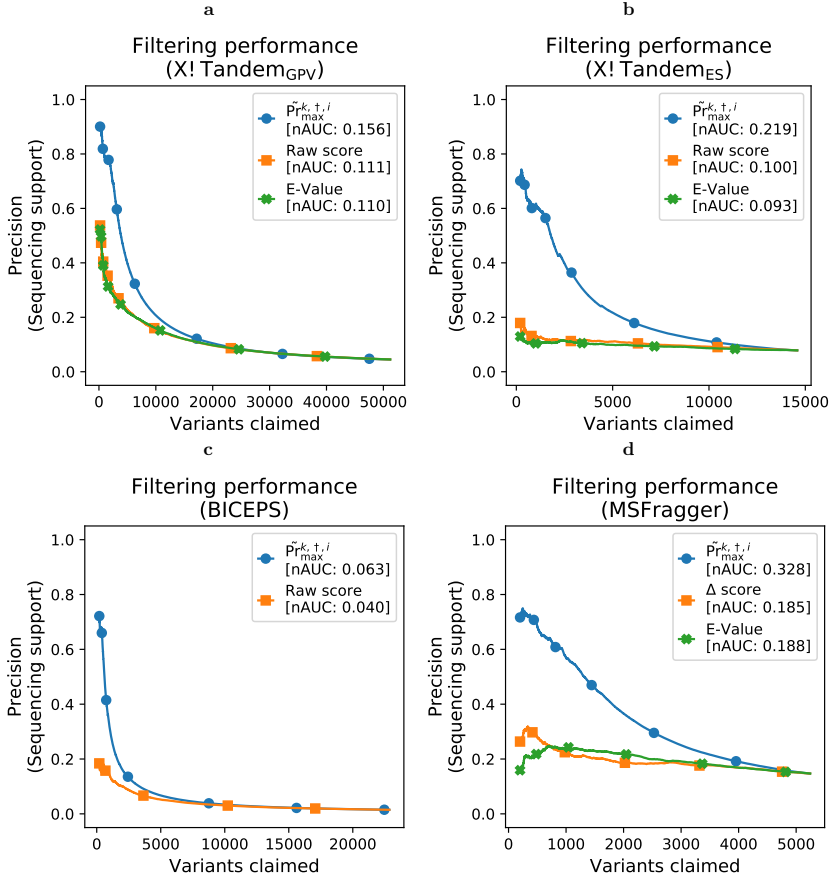 a
Filtering performance
(X! Tandem_GPV)
Precision
(Sequencing support)
1.0
0.8
0.6
0.4
0.2
0.0
P̃r_max^{k, †, i}
[nAUC: 0.156]
Raw score
[nAUC: 0.111]
E-Value
[nAUC: 0.110]
0 10000 20000 30000 40000 50000
Variants claimed
b
Filtering performance
(X! Tandem_ES)
Precision
(Sequencing support)
1.0
0.8
0.6
0.4
0.2
0.0
P̃r_max^{k, †, i}
[nAUC: 0.219]
Raw score
[nAUC: 0.100]
E-Value
[nAUC: 0.093]
0 5000 10000 15000
Variants claimed
c
Filtering performance
(BICEPS)
Precision
(Sequencing support)
1.0
0.8
0.6
0.4
0.2
0.0
P̃r_max^{k, †, i}
[nAUC: 0.063]
Raw score
[nAUC: 0.040]
0 5000 10000 15000 20000
Variants claimed
d
Filtering performance
(MSFragger)
Precision
(Sequencing support)
1.0
0.8
0.6
0.4
0.2
0.0
P̃r_max^{k, †, i}
[nAUC: 0.328]
Δ score
[nAUC: 0.185]
E-Value
[nAUC: 0.188]
0 1000 2000 3000 4000 5000
Variants claimed